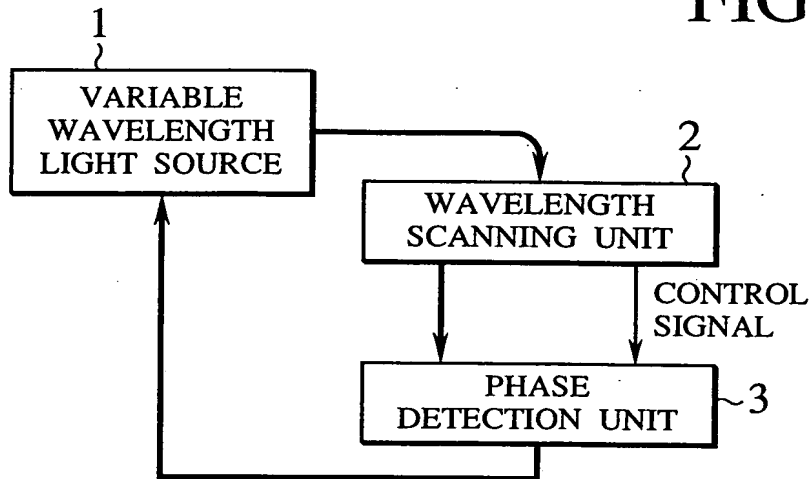 FIG
1
VARIABLE
WAVELENGTH
LIGHT SOURCE
2
WAVELENGTH
SCANNING UNIT
CONTROL
SIGNAL
PHASE
DETECTION UNIT
3